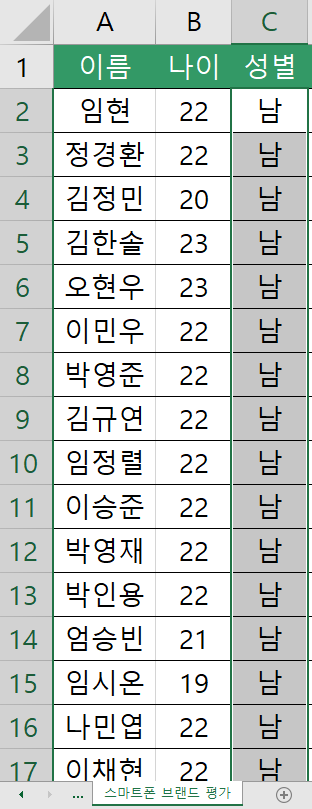 A B C
1 이름 나이 성별
2 임현 22 남
3 정경환 22 남
4 김정민 20 남
5 김한솔 23 남
6 오현우 23 남
7 이민우 22 남
8 박영준 22 남
9 김규연 22 남
10 임정렬 22 남
11 이승준 22 남
12 박영재 22 남
13 박인용 22 남
14 엄승빈 21 남
15 임시온 19 남
16 나민엽 22 남
17 이채현 22 남
... 스마트폰 브랜드 평가